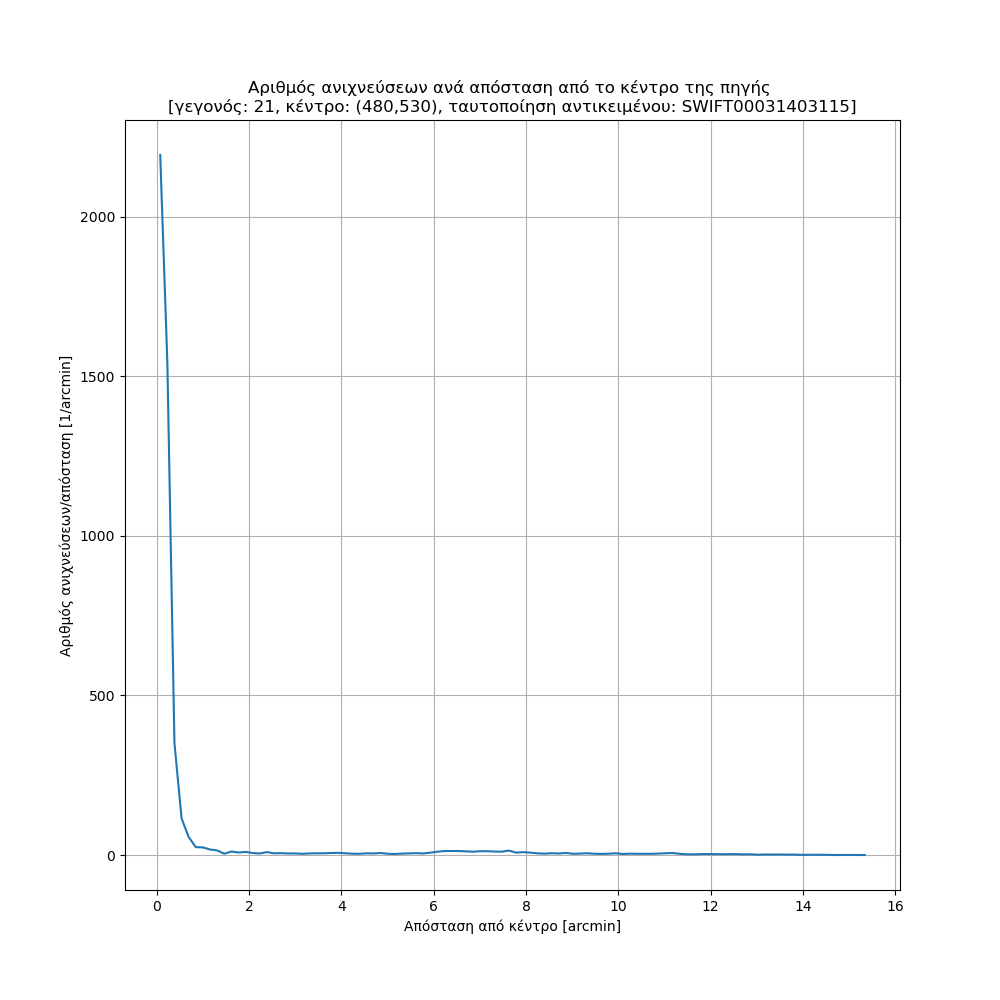 Αριθμός ανιχνεύσεων ανά απόσταση από το κέντρο της πηγής
[γεγονός: 21, κέντρο: (480,530), ταυτοποίηση αντικειμένου: SWIFT00031403115]
Αριθμός ανιχνεύσεων/απόσταση [1/arcmin]
2000
1500
1000
500
0
0 2 4 6 8 10 12 14 16
Απόσταση από κέντρο [arcmin]